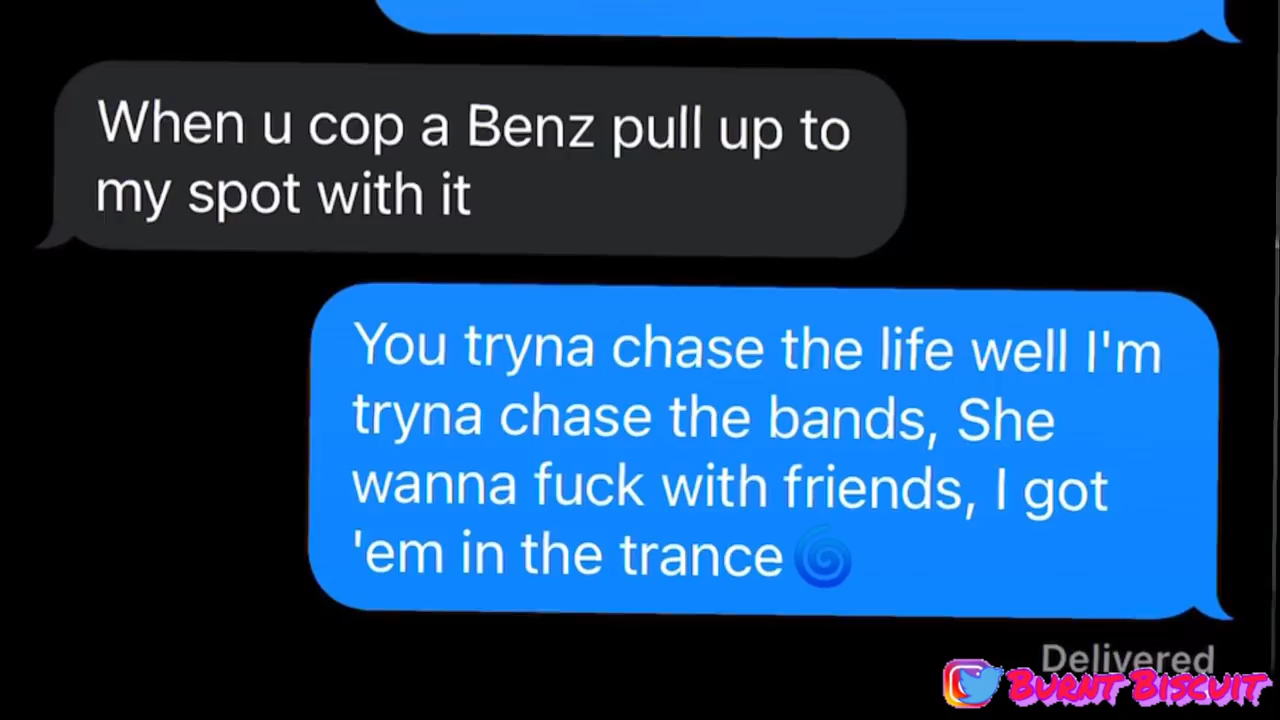 When u cop a Benz pull up to
my spot with it
You tryna chase the life well I'm
tryna chase the bands, She
wanna fuck with friends, I got
'em in the trance 🌀
Delivered
Burnt Biscuit